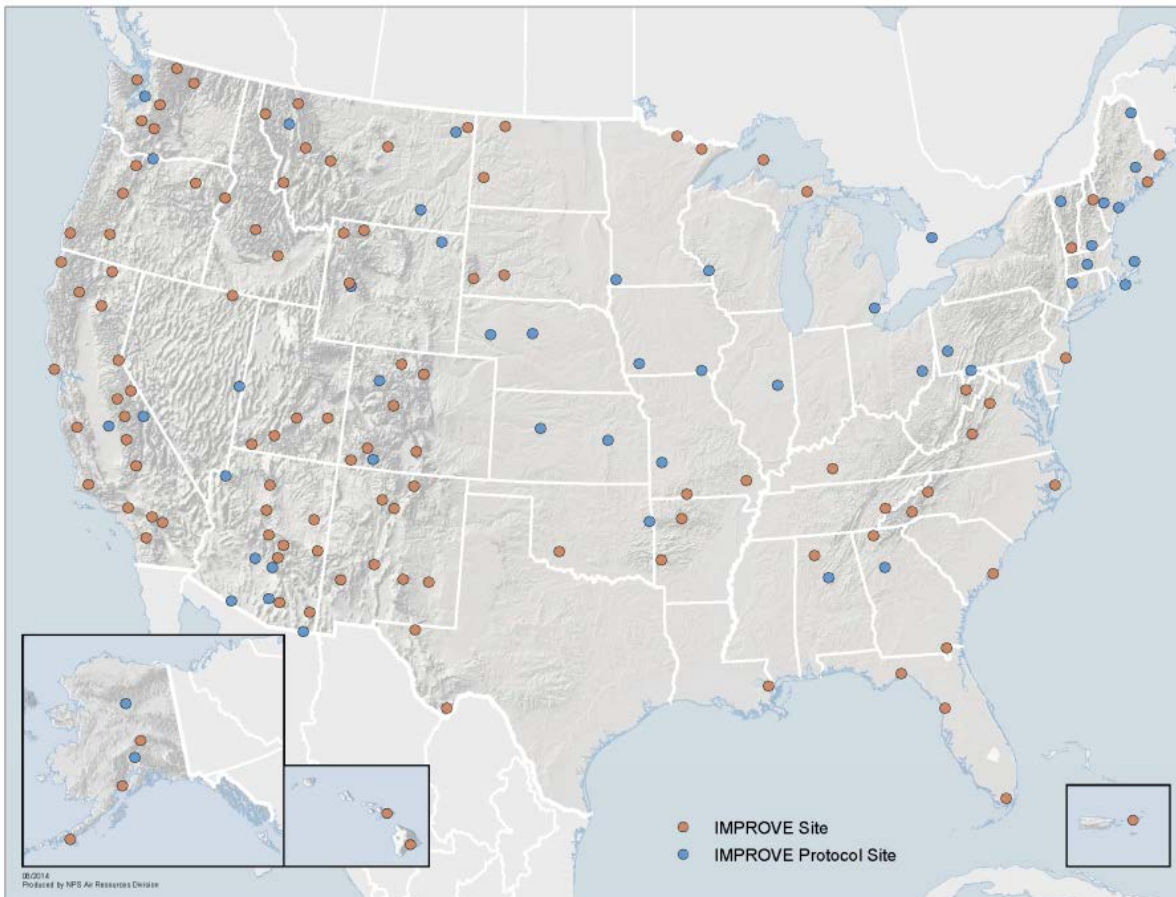 IMPROVE Site
IMPROVE Protocol Site
08/2014
Produced by NPS Air Resources Division